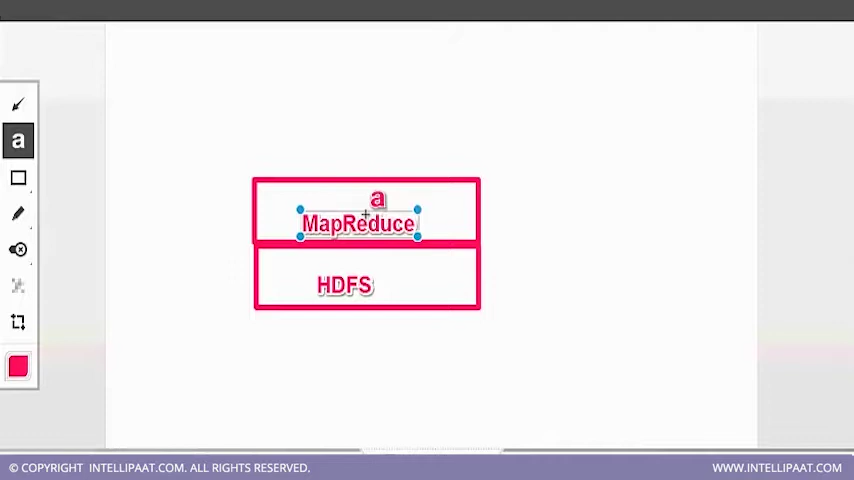 a
a
MapReduce
HDFS
© COPYRIGHT INTELLIPAAT.COM. ALL RIGHTS RESERVED.
WWW.INTELLIPAAT.COM